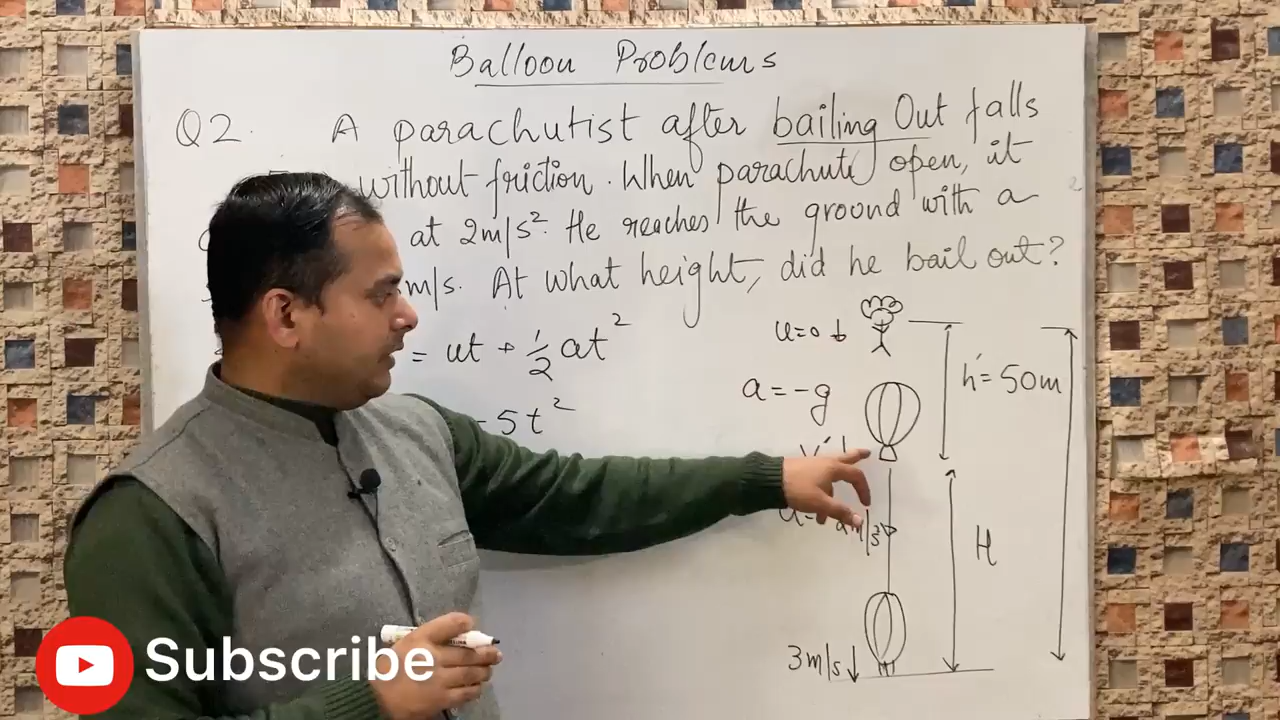 Balloon Problems
Q2. A parachutist after bailing Out falls
without friction. When parachute open, it
at 2m/s². He reaches the ground with a
m/s. At what height, did he bail out?
= ut + 1/2 at²
-5t²
u=0
a=-g
h'=50m
H
3m/s
Subscribe